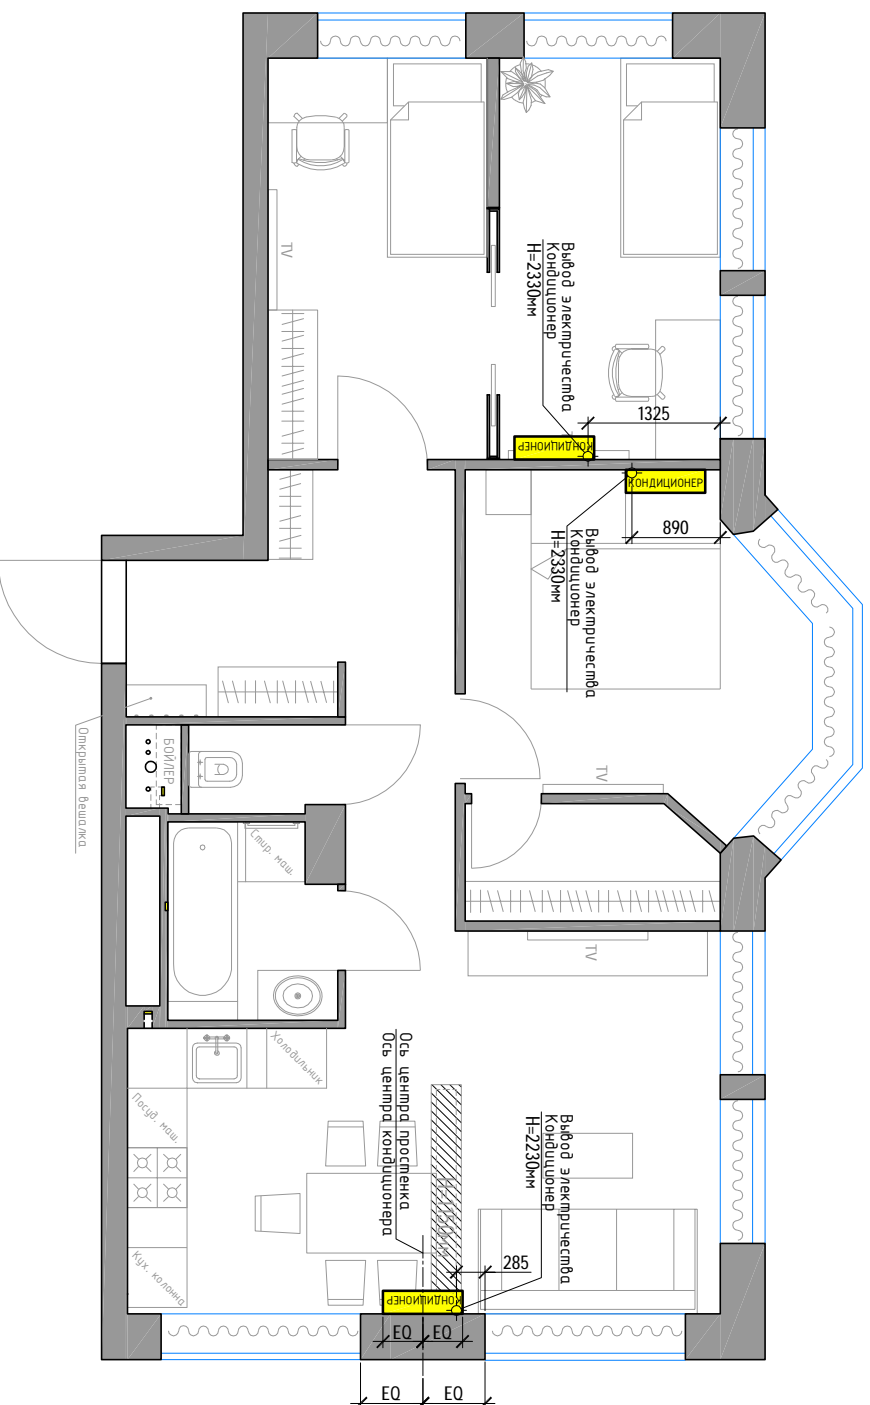 TV
Вывод электричества
Кондиционер
H=2330мм
1325
КОНДИЦИОНЕР
КОНДИЦИОНЕР
890
Вывод электричества
Кондиционер
H=2330мм
Открытая вешалка
БОЙЛЕР
TV
Стир. маш.
TV
Холодильник
Посуд. маш.
Кух. колонна
Ось центра простенка
Ось центра кондиционера
Вывод электричества
Кондиционер
H=2230мм
285
КОНДИЦИОНЕР
EQ
EQ
EQ
EQ